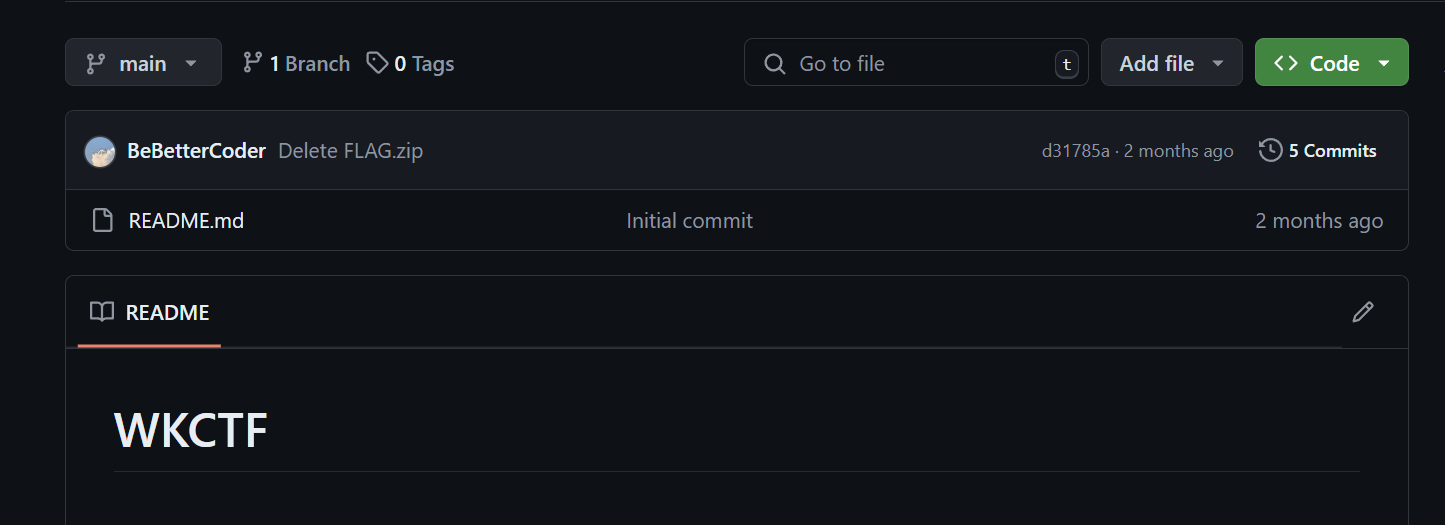 main 1 Branch 0 Tags Go to file t Add file Code
BeBetterCoder Delete FLAG.zip d31785a · 2 months ago 5 Commits
README.md Initial commit 2 months ago
README
WKCTF